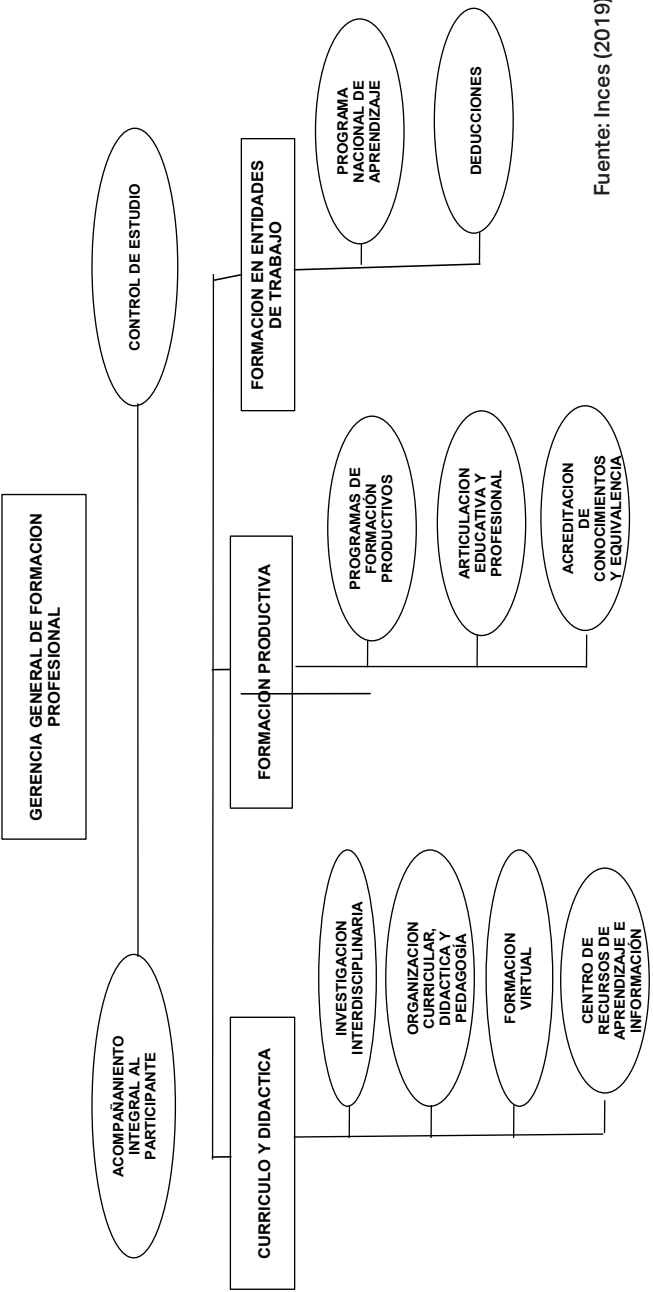 GERENCIA GENERAL DE FORMACION
PROFESIONAL
ACOMPAÑANIENTO
INTEGRAL AL
PARTICIPANTE
CONTROL DE ESTUDIO
CURRICULO Y DIDACTICA
INVESTIGACION
INTERDISCIPLINARIA
ORGANIZACION
CURRICULAR,
DIDACTICA Y
PEDAGOGÍA
FORMACION
VIRTUAL
CENTRO DE
RECURSOS DE
APRENDIZAJE E
INFORMACIÓN
FORMACION PRODUCTIVA
PROGRAMAS DE
FORMACIÓN
PRODUCTIVOS
ARTICULACION
EDUCATIVA Y
PROFESIONAL
ACREDITACION
DE
CONOCIMIENTOS
Y EQUIVALENCIA
FORMACION EN ENTIDADES
DE TRABAJO
PROGRAMA
NACIONAL DE
APRENDIZAJE
DEDUCCIONES
Fuente: Inces (2019)